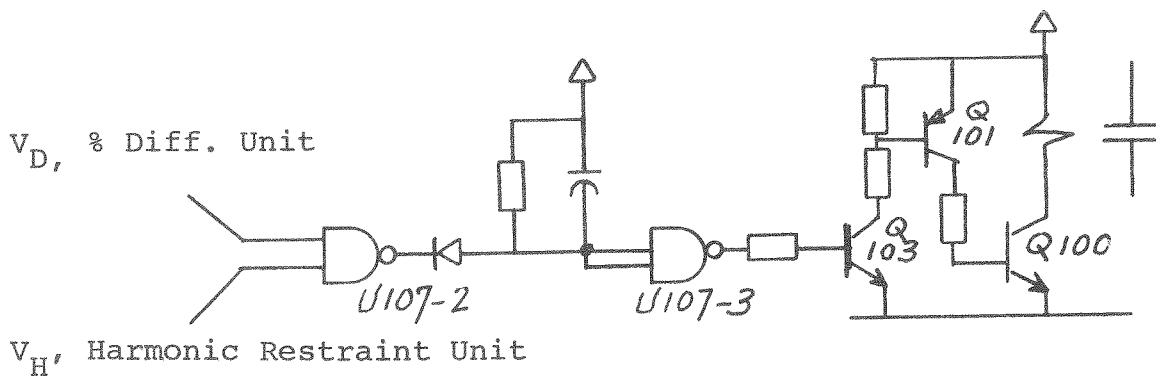 V_D, % Diff. Unit
Q
101
Q
103
Q100
U107-2
U107-3
V_H, Harmonic Restraint Unit